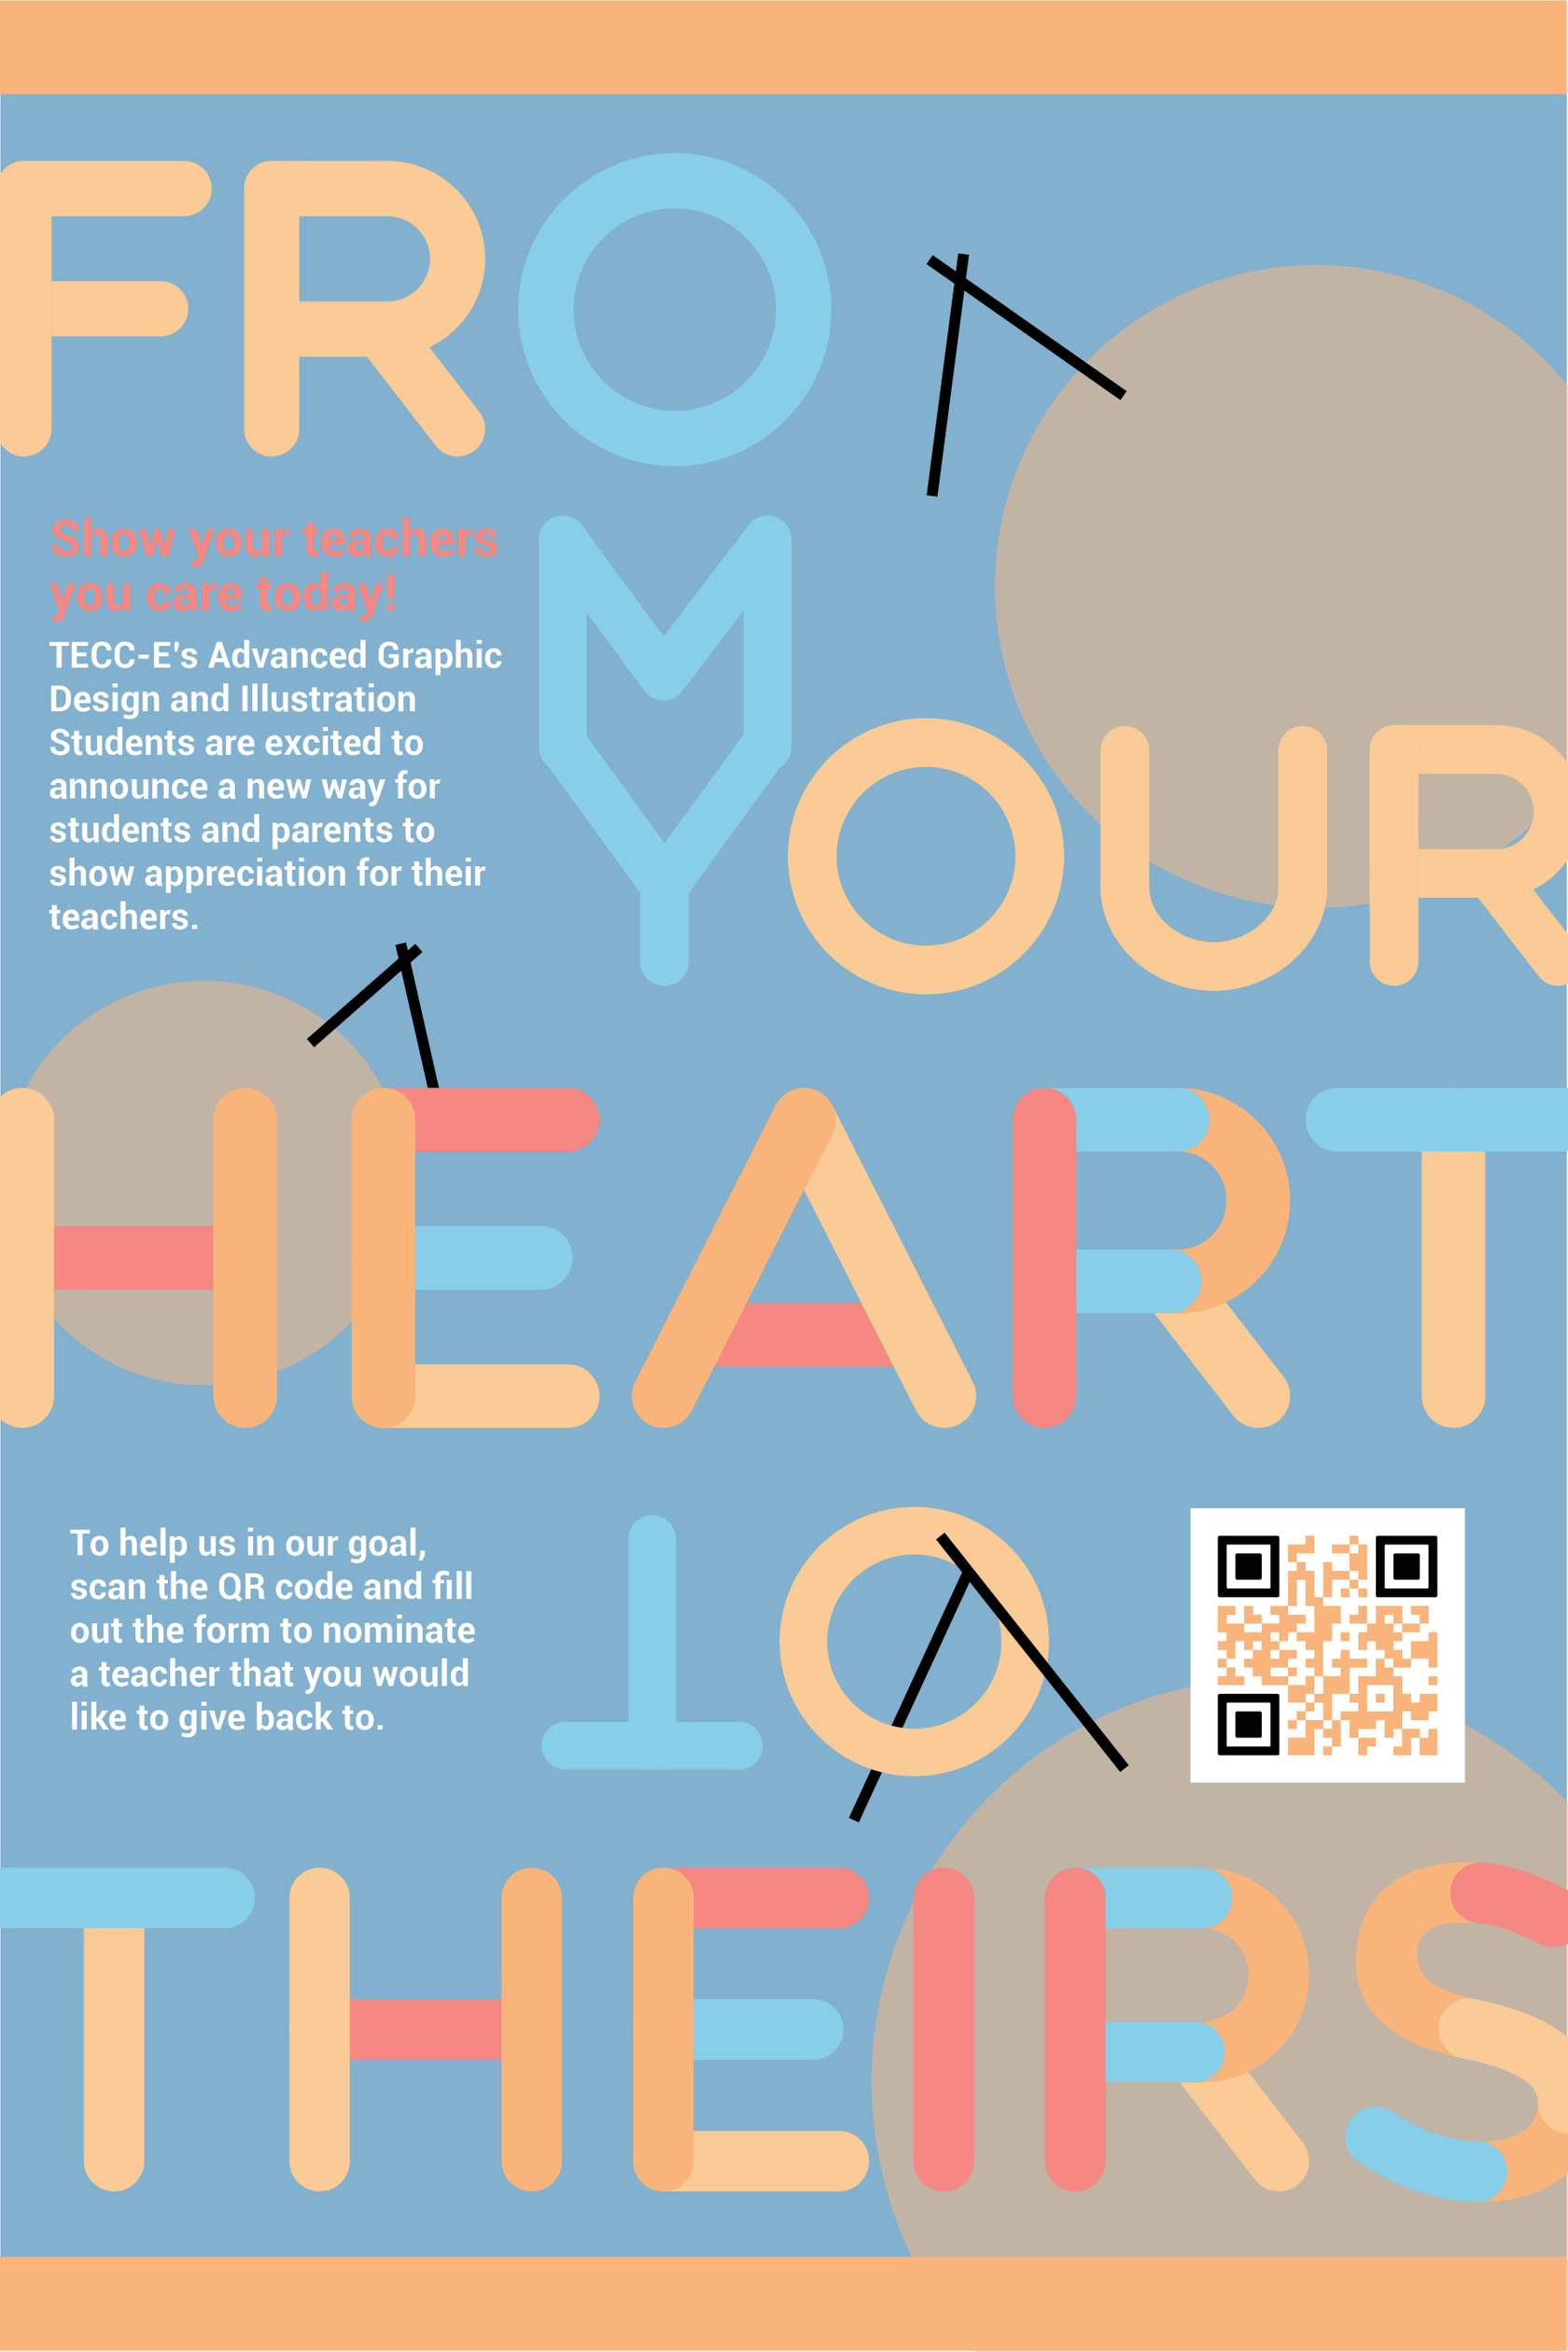 FRO
M
YOUR
HEART
TO
THEIRS
Show your teachers
you care today!
TECC-E's Advanced Graphic
Design and Illustration
Students are excited to
announce a new way for
students and parents to
show appreciation for their
teachers.
To help us in our goal,
scan the QR code and fill
out the form to nominate
a teacher that you would
like to give back to.